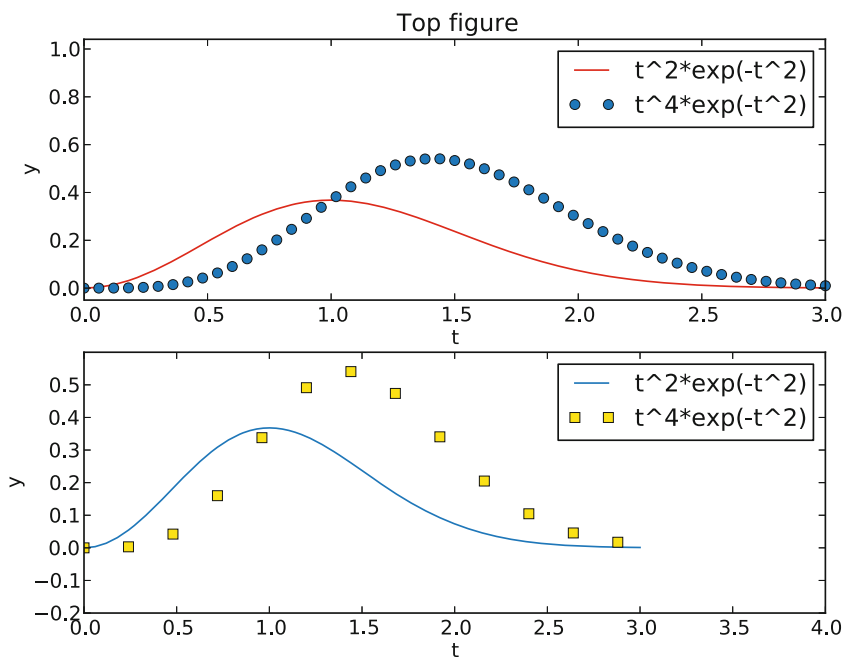 Top figure
1.0
0.8
0.6
0.4
0.2
0.0
y
t^2*exp(-t^2)
t^4*exp(-t^2)
0.0 0.5 1.0 1.5 2.0 2.5 3.0
t
0.5
0.4
0.3
0.2
0.1
0.0
−0.1
−0.2
y
t^2*exp(-t^2)
t^4*exp(-t^2)
0.0 0.5 1.0 1.5 2.0 2.5 3.0 3.5 4.0
t